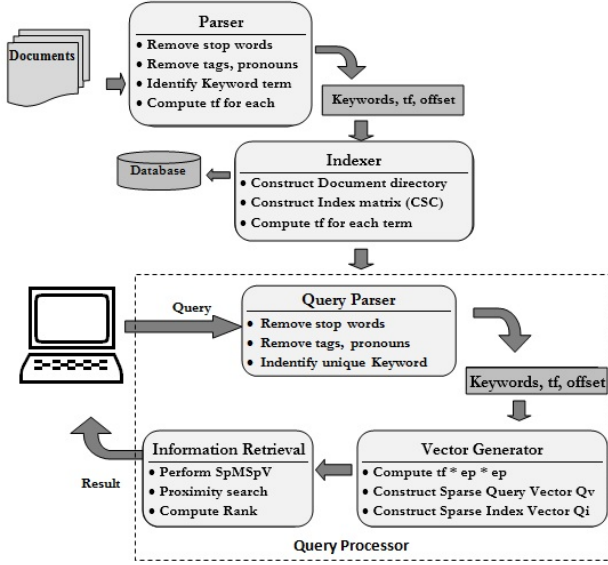 Parser
Documents
• Remove stop words
• Remove tags, pronouns
• Identify Keyword term
• Compute tf for each
Keywords, tf, offset
Indexer
Database
• Construct Document directory
• Construct Index matrix (CSC)
• Compute tf for each term
Query
Query Parser
• Remove stop words
• Remove tags, pronouns
• Indentify unique Keyword
Keywords, tf, offset
Information Retrieval
• Perform SpMSpV
• Proximity search
• Compute Rank
Vector Generator
• Compute tf * ep * ep
• Construct Sparse Query Vector Qv
• Construct Sparse Index Vector Qi
Result
Query Processor